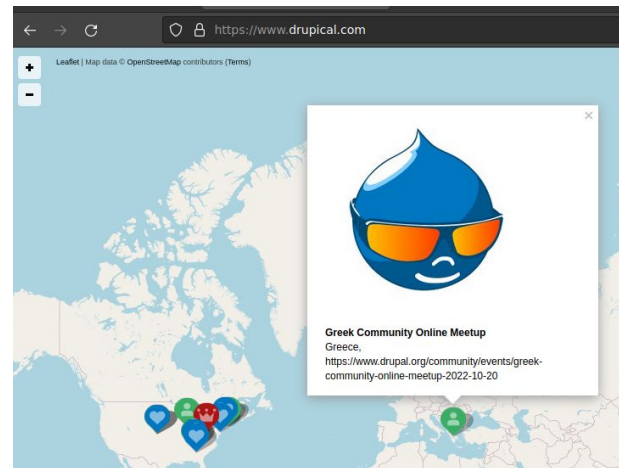 https://www.drupical.com
+
−
Leaflet | Map data © OpenStreetMap contributors (Terms)
×
Greek Community Online Meetup
Greece,
https://www.drupal.org/community/events/greek-
community-online-meetup-2022-10-20